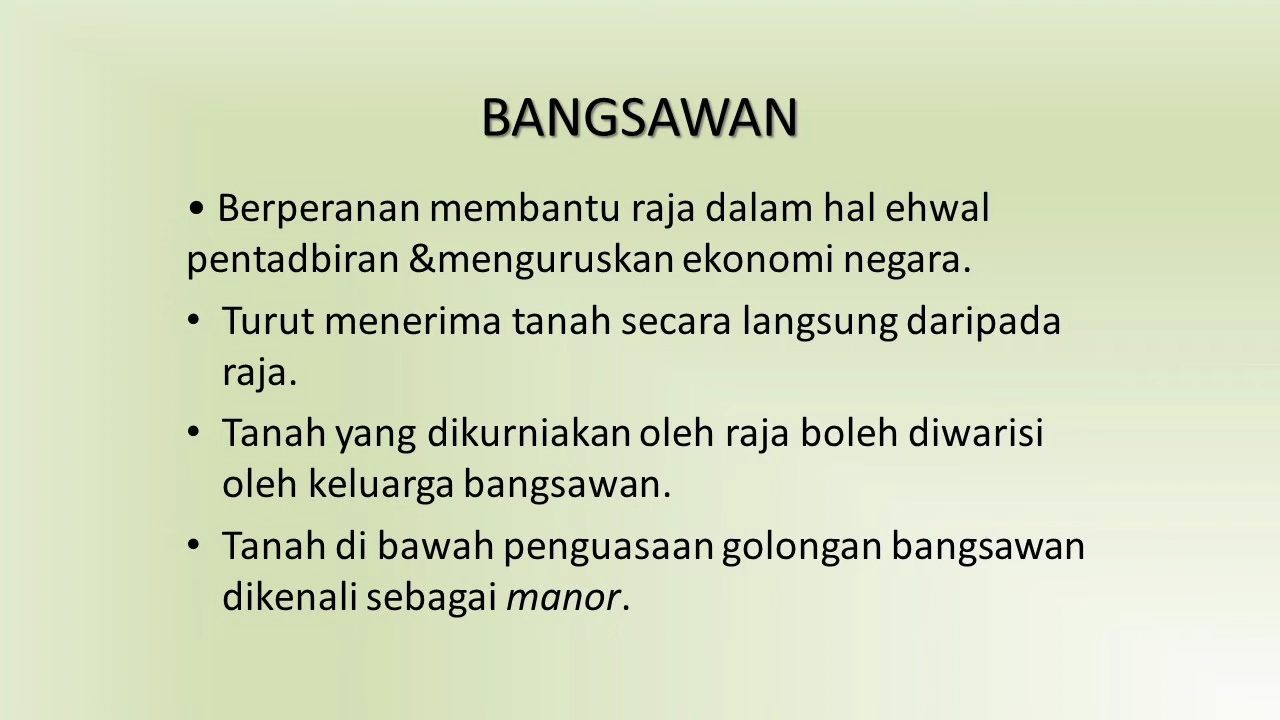 BANGSAWAN
• Berperanan membantu raja dalam hal ehwal
pentadbiran &menguruskan ekonomi negara.
• Turut menerima tanah secara langsung daripada
raja.
• Tanah yang dikurniakan oleh raja boleh diwarisi
oleh keluarga bangsawan.
• Tanah di bawah penguasaan golongan bangsawan
dikenali sebagai manor.